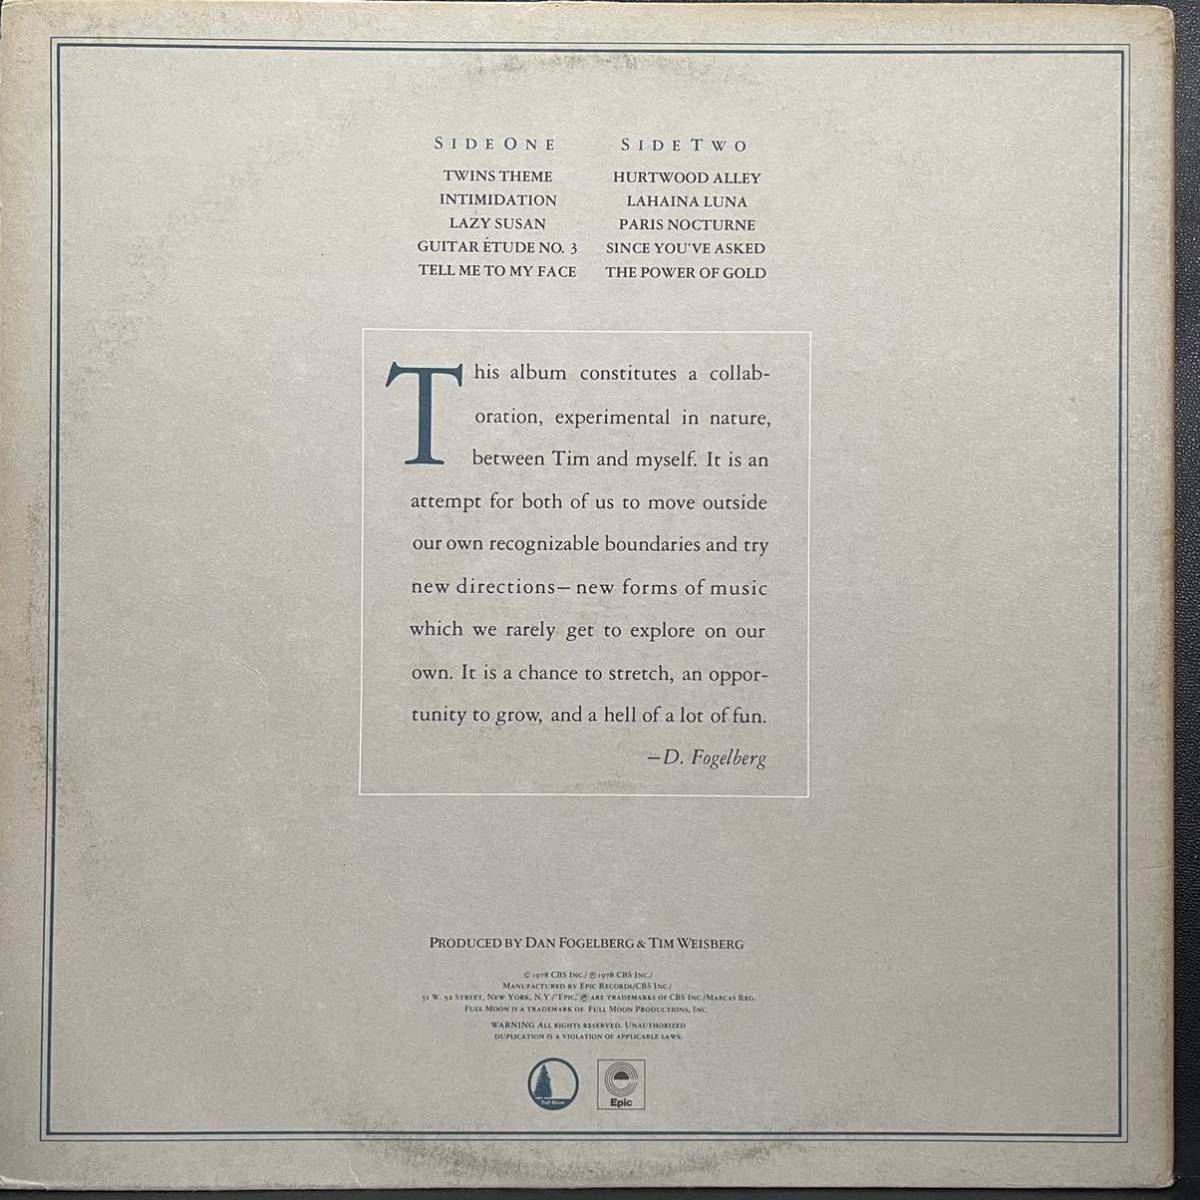 SIDE ONE
TWINS THEME
INTIMIDATION
LAZY SUSAN
GUITAR ÉTUDE NO. 3
TELL ME TO MY FACE
SIDE TWO
HURTWOOD ALLEY
LAHAINA LUNA
PARIS NOCTURNE
SINCE YOU'VE ASKED
THE POWER OF GOLD
This album constitutes a collab-
oration, experimental in nature,
between Tim and myself. It is an
attempt for both of us to move outside
our own recognizable boundaries and try
new directions—new forms of music
which we rarely get to explore on our
own. It is a chance to stretch, an oppor-
tunity to grow, and a hell of a lot of fun.
—D. Fogelberg
PRODUCED BY DAN FOGELBERG & TIM WEISBERG
© 1978 CBS INC./ ℗ 1978 CBS INC./
MANUFACTURED BY EPIC RECORDS/CBS INC./
51 W. 52 STREET, NEW YORK, N.Y./"EPIC," ARE TRADEMARKS OF CBS INC./MARCAS REG.
FULL MOON IS A TRADEMARK OF FULL MOON PRODUCTIONS, INC.
WARNING ALL RIGHTS RESERVED. UNAUTHORIZED
DUPLICATION IS A VIOLATION OF APPLICABLE LAWS.
Full Moon
Epic